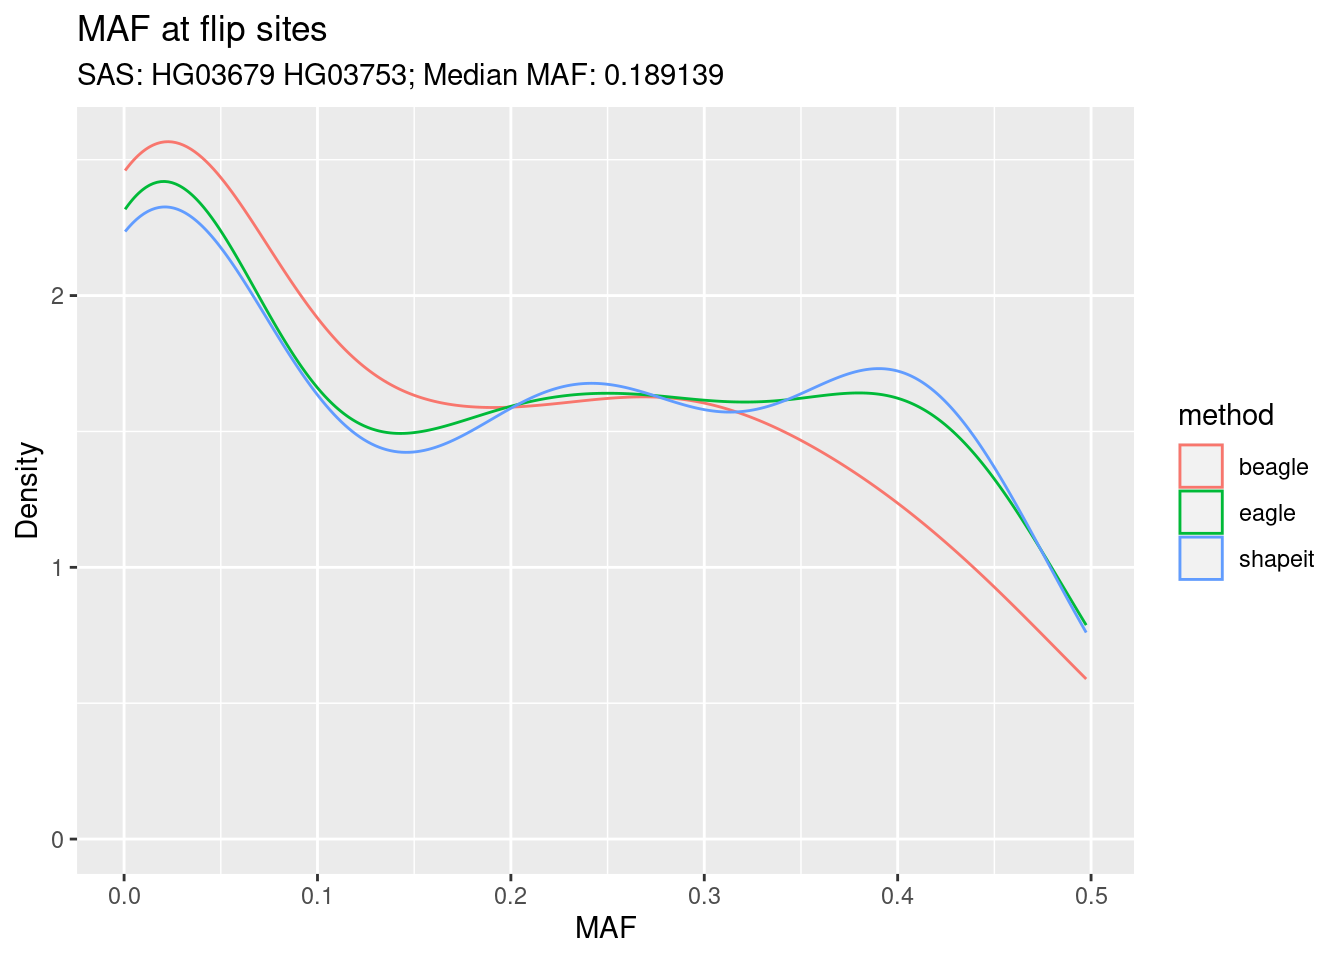 MAF at flip sites
SAS: HG03679 HG03753; Median MAF: 0.189139
Density
2
1
0
0.0 0.1 0.2 0.3 0.4 0.5
MAF
method
beagle
eagle
shapeit